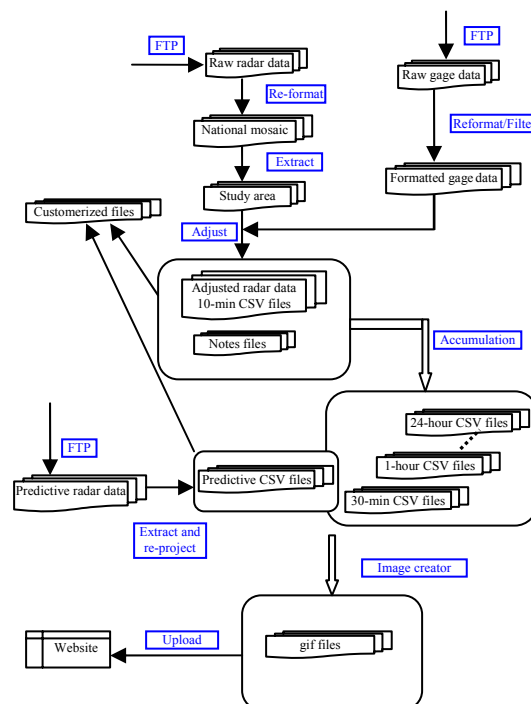 FTP
FTP
Raw radar data
Raw gage data
Re-format
National mosaic
Reformat/Filte
Extract
Formatted gage data
Study area
Customerized files
Adjust
Adjusted radar data
10-min CSV files
Notes files
Accumulation
24-hour CSV files
FTP
1-hour CSV files
Predictive CSV files
Predictive radar data
30-min CSV files
Extract and
re-project
Image creator
Upload
Website
gif files